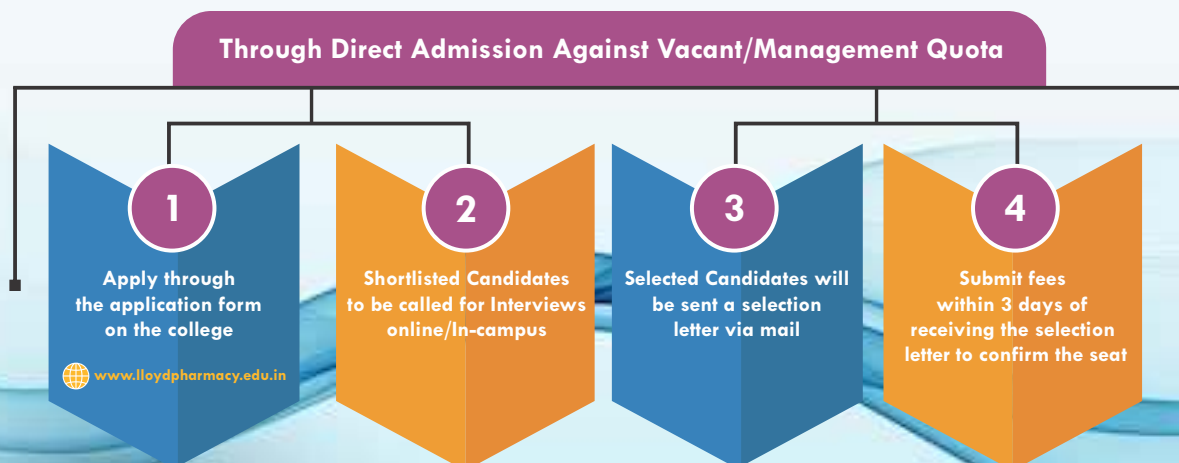 Through Direct Admission Against Vacant/Management Quota
1
Apply through
the application form
on the college
www.lloydpharmacy.edu.in
2
Shortlisted Candidates
to be called for Interviews
online/In-campus
3
Selected Candidates will
be sent a selection
letter via mail
4
Submit fees
within 3 days of
receiving the selection
letter to confirm the seat